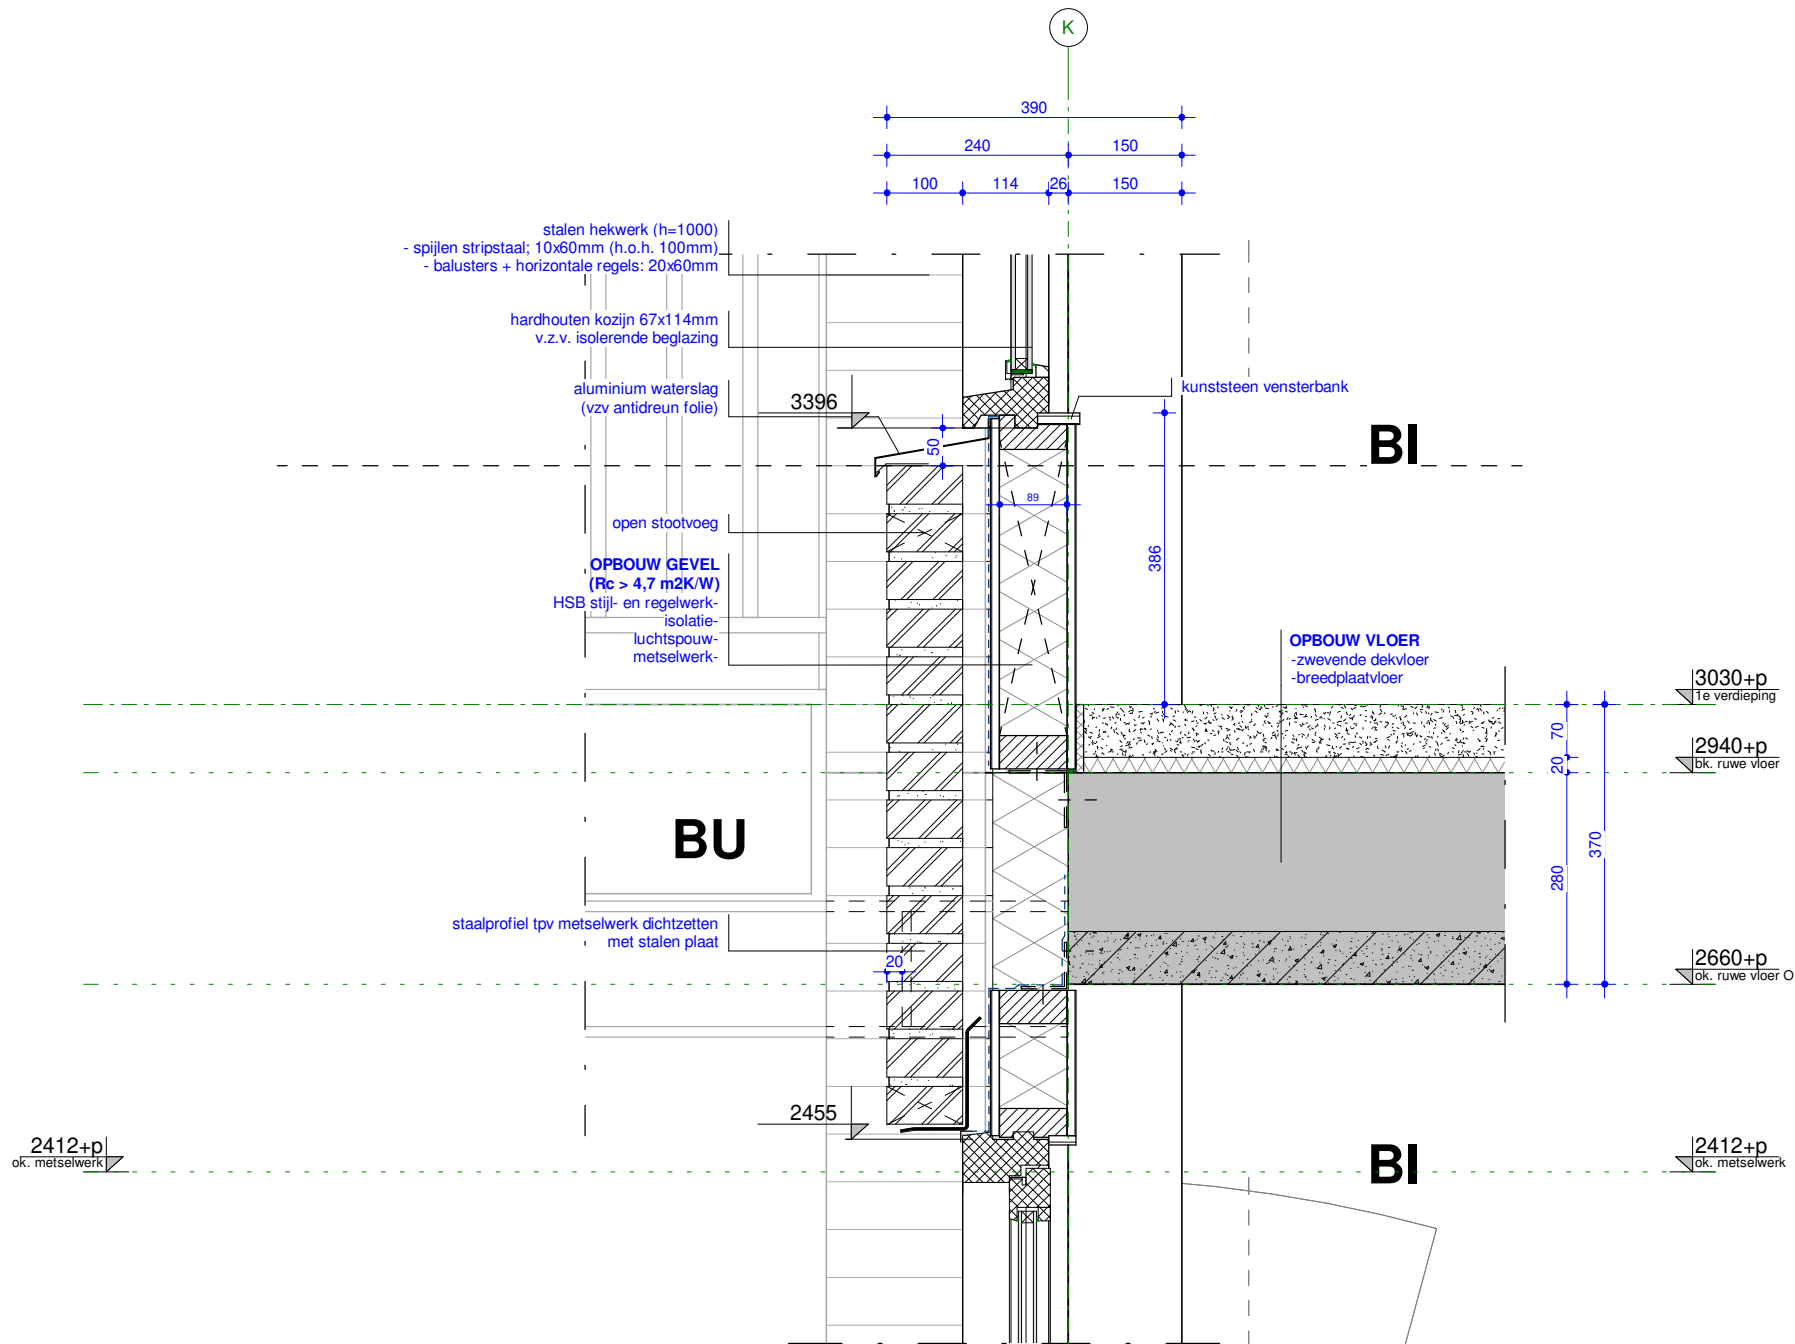 K
390
240
150
100
114
26
150
stalen hekwerk (h=1000)
- spijlen stripstaal; 10x60mm (h.o.h. 100mm)
- balusters + horizontale regels: 20x60mm
hardhouten kozijn 67x114mm
v.z.v. isolerende beglazing
aluminium waterslag
(vzv antidreun folie)
3396
kunststeen vensterbank
50
BI
89
386
open stootvoeg
OPBOUW GEVEL
(Rc > 4,7 m2K/W)
HSB stijl- en regelwerk-
isolatie-
luchtspouw-
metselwerk-
OPBOUW VLOER
-zwevende dekvloer
-breedplaatvloer
3030+p
1e verdieping
70
2940+p
bk. ruwe vloer
20
BU
370
280
staalprofiel tpv metselwerk dichtzetten
met stalen plaat
20
2660+p
ok. ruwe vloer O
2455
2412+p
ok. metselwerk
BI
2412+p
ok. metselwerk